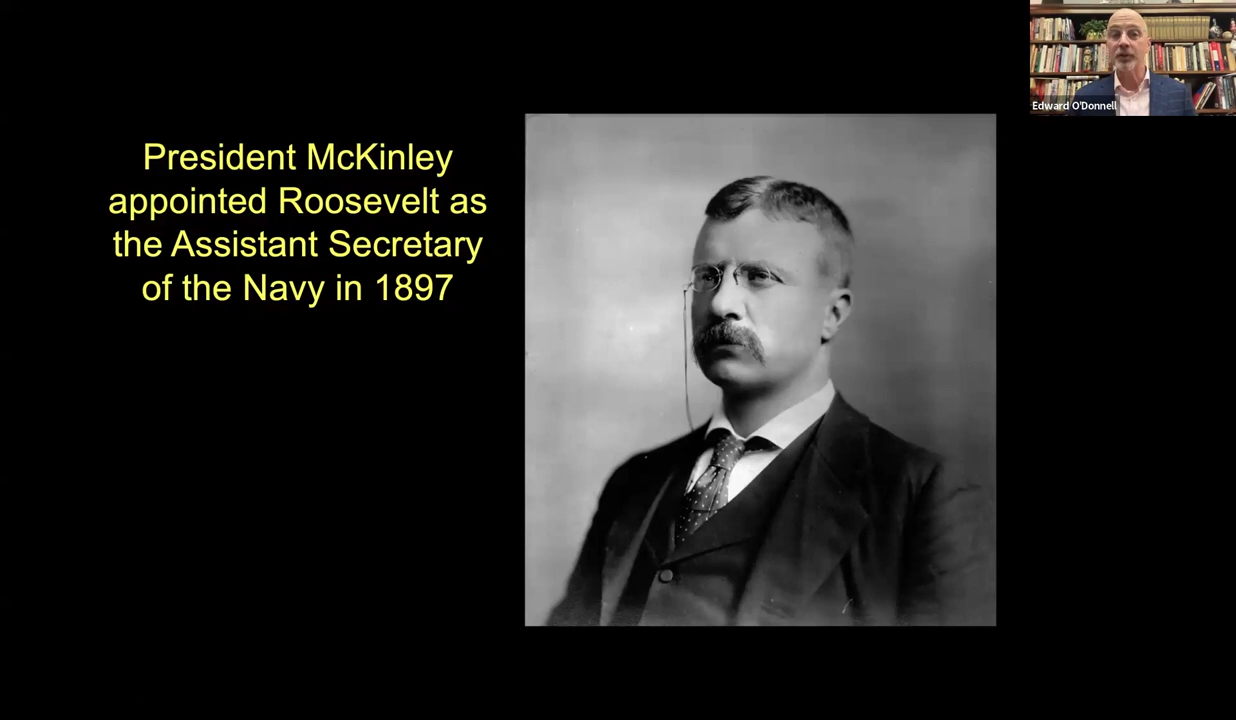 President McKinley
appointed Roosevelt as
the Assistant Secretary
of the Navy in 1897
Edward O'Donnell